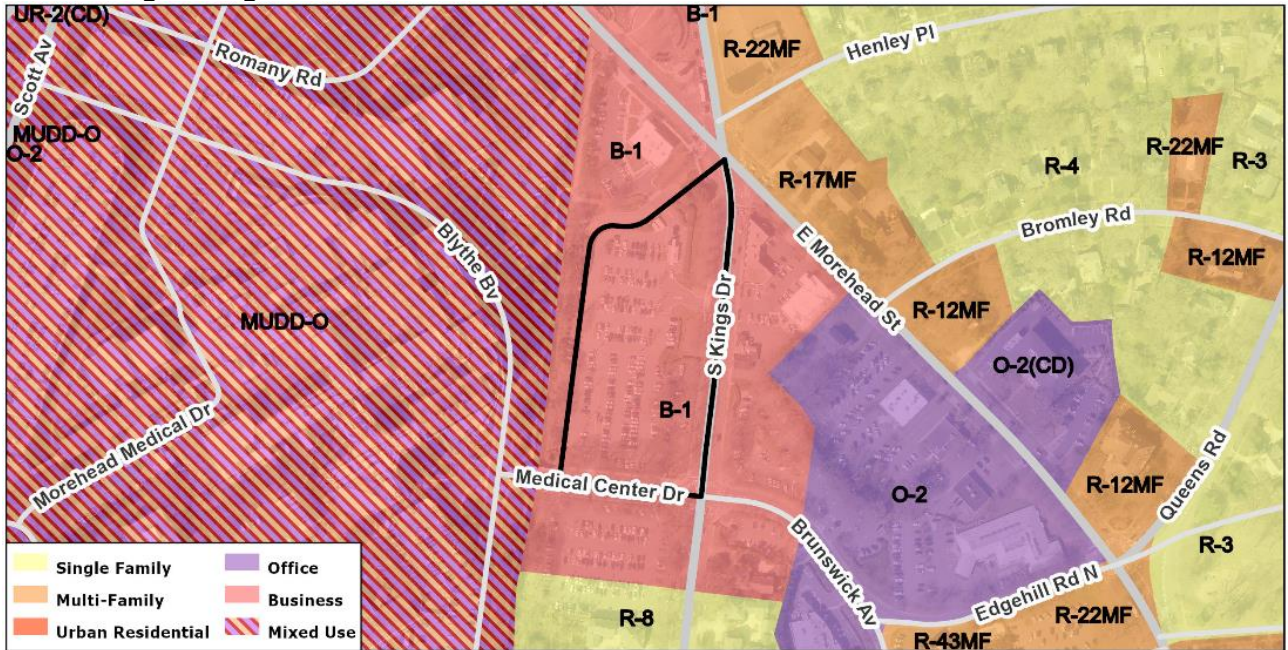 UR-2(CD)
Scott Av
Romany Rd
B-1
R-22MF
Henley Pl
MUDD-O
O-2
B-1
R-17MF
R-4
R-22MF
R-3
Blythe Bv
E Morehead St
Bromley Rd
R-12MF
MUDD-O
S Kings Dr
R-12MF
O-2(CD)
B-1
Morehead Medical Dr
Medical Center Dr
O-2
R-12MF
Queens Rd
Brunswick Av
R-3
Edgehill Rd N
R-8
R-22MF
R-43MF
Single Family
Office
Multi-Family
Business
Urban Residential
Mixed Use